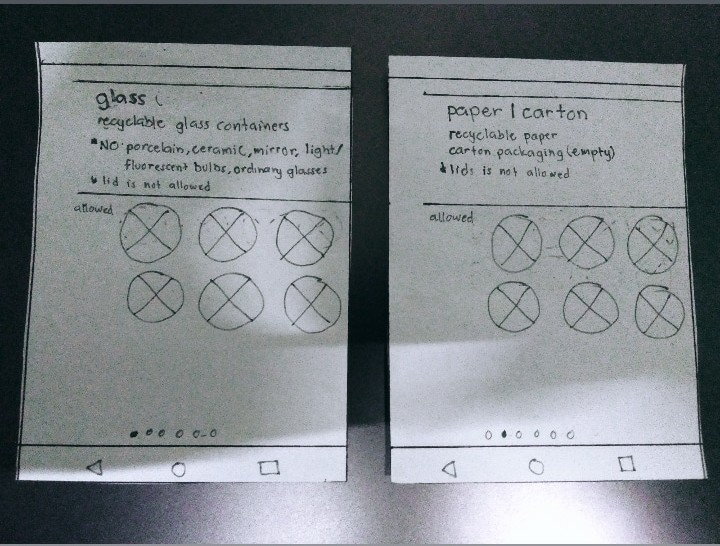 glass (
recyclable glass containers
*NO porcelain, ceramic, mirror, light/
fluorescent bulbs, ordinary glasses
* lid is not allowed
allowed
paper | carton
recyclable paper
carton packaging (empty)
* lids is not allowed
allowed